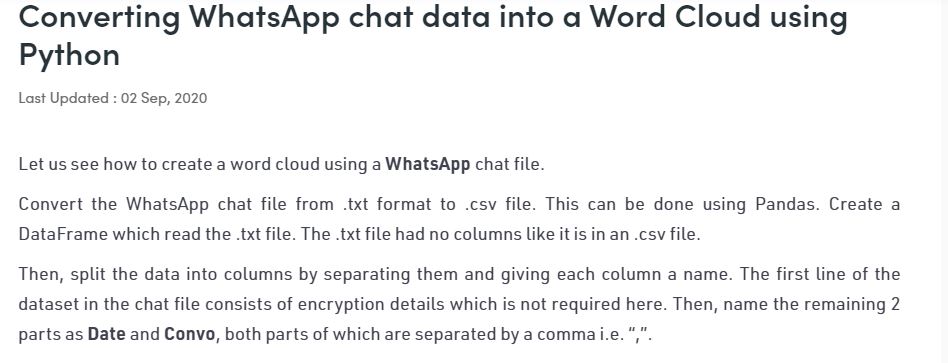 Converting WhatsApp chat data into a Word Cloud using
Python
Last Updated : 02 Sep, 2020
Let us see how to create a word cloud using a WhatsApp chat file.
Convert the WhatsApp chat file from .txt format to .csv file. This can be done using Pandas. Create a
DataFrame which read the .txt file. The .txt file had no columns like it is in an .csv file.
Then, split the data into columns by separating them and giving each column a name. The first line of the
dataset in the chat file consists of encryption details which is not required here. Then, name the remaining 2
parts as Date and Convo, both parts of which are separated by a comma i.e. “,”.